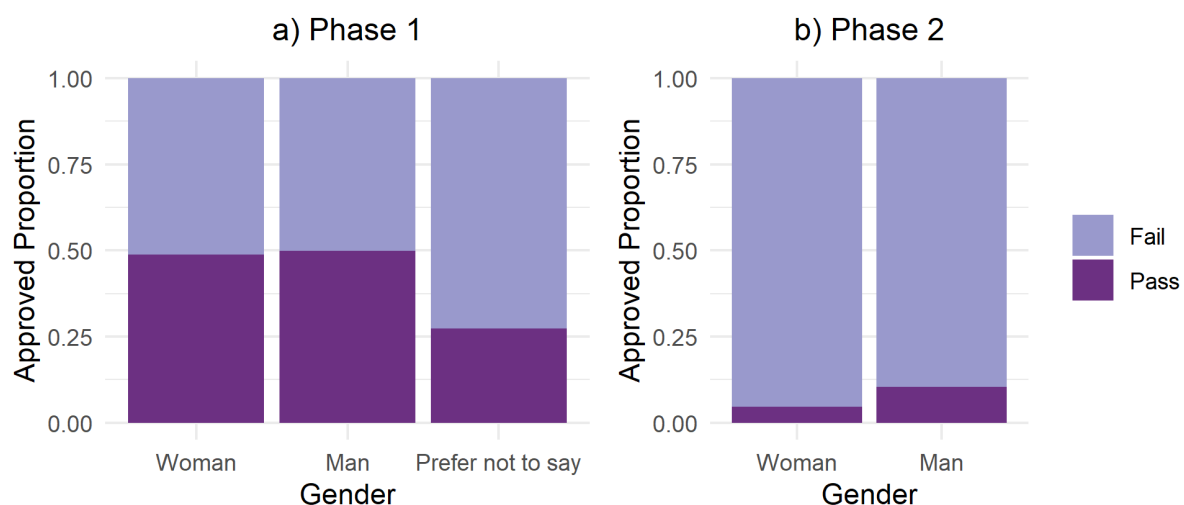 a) Phase 1
Approved Proportion
1.00
0.75
0.50
0.25
0.00
Woman Man Prefer not to say
Gender
b) Phase 2
Approved Proportion
1.00
0.75
0.50
0.25
0.00
Woman Man
Gender
Fail
Pass